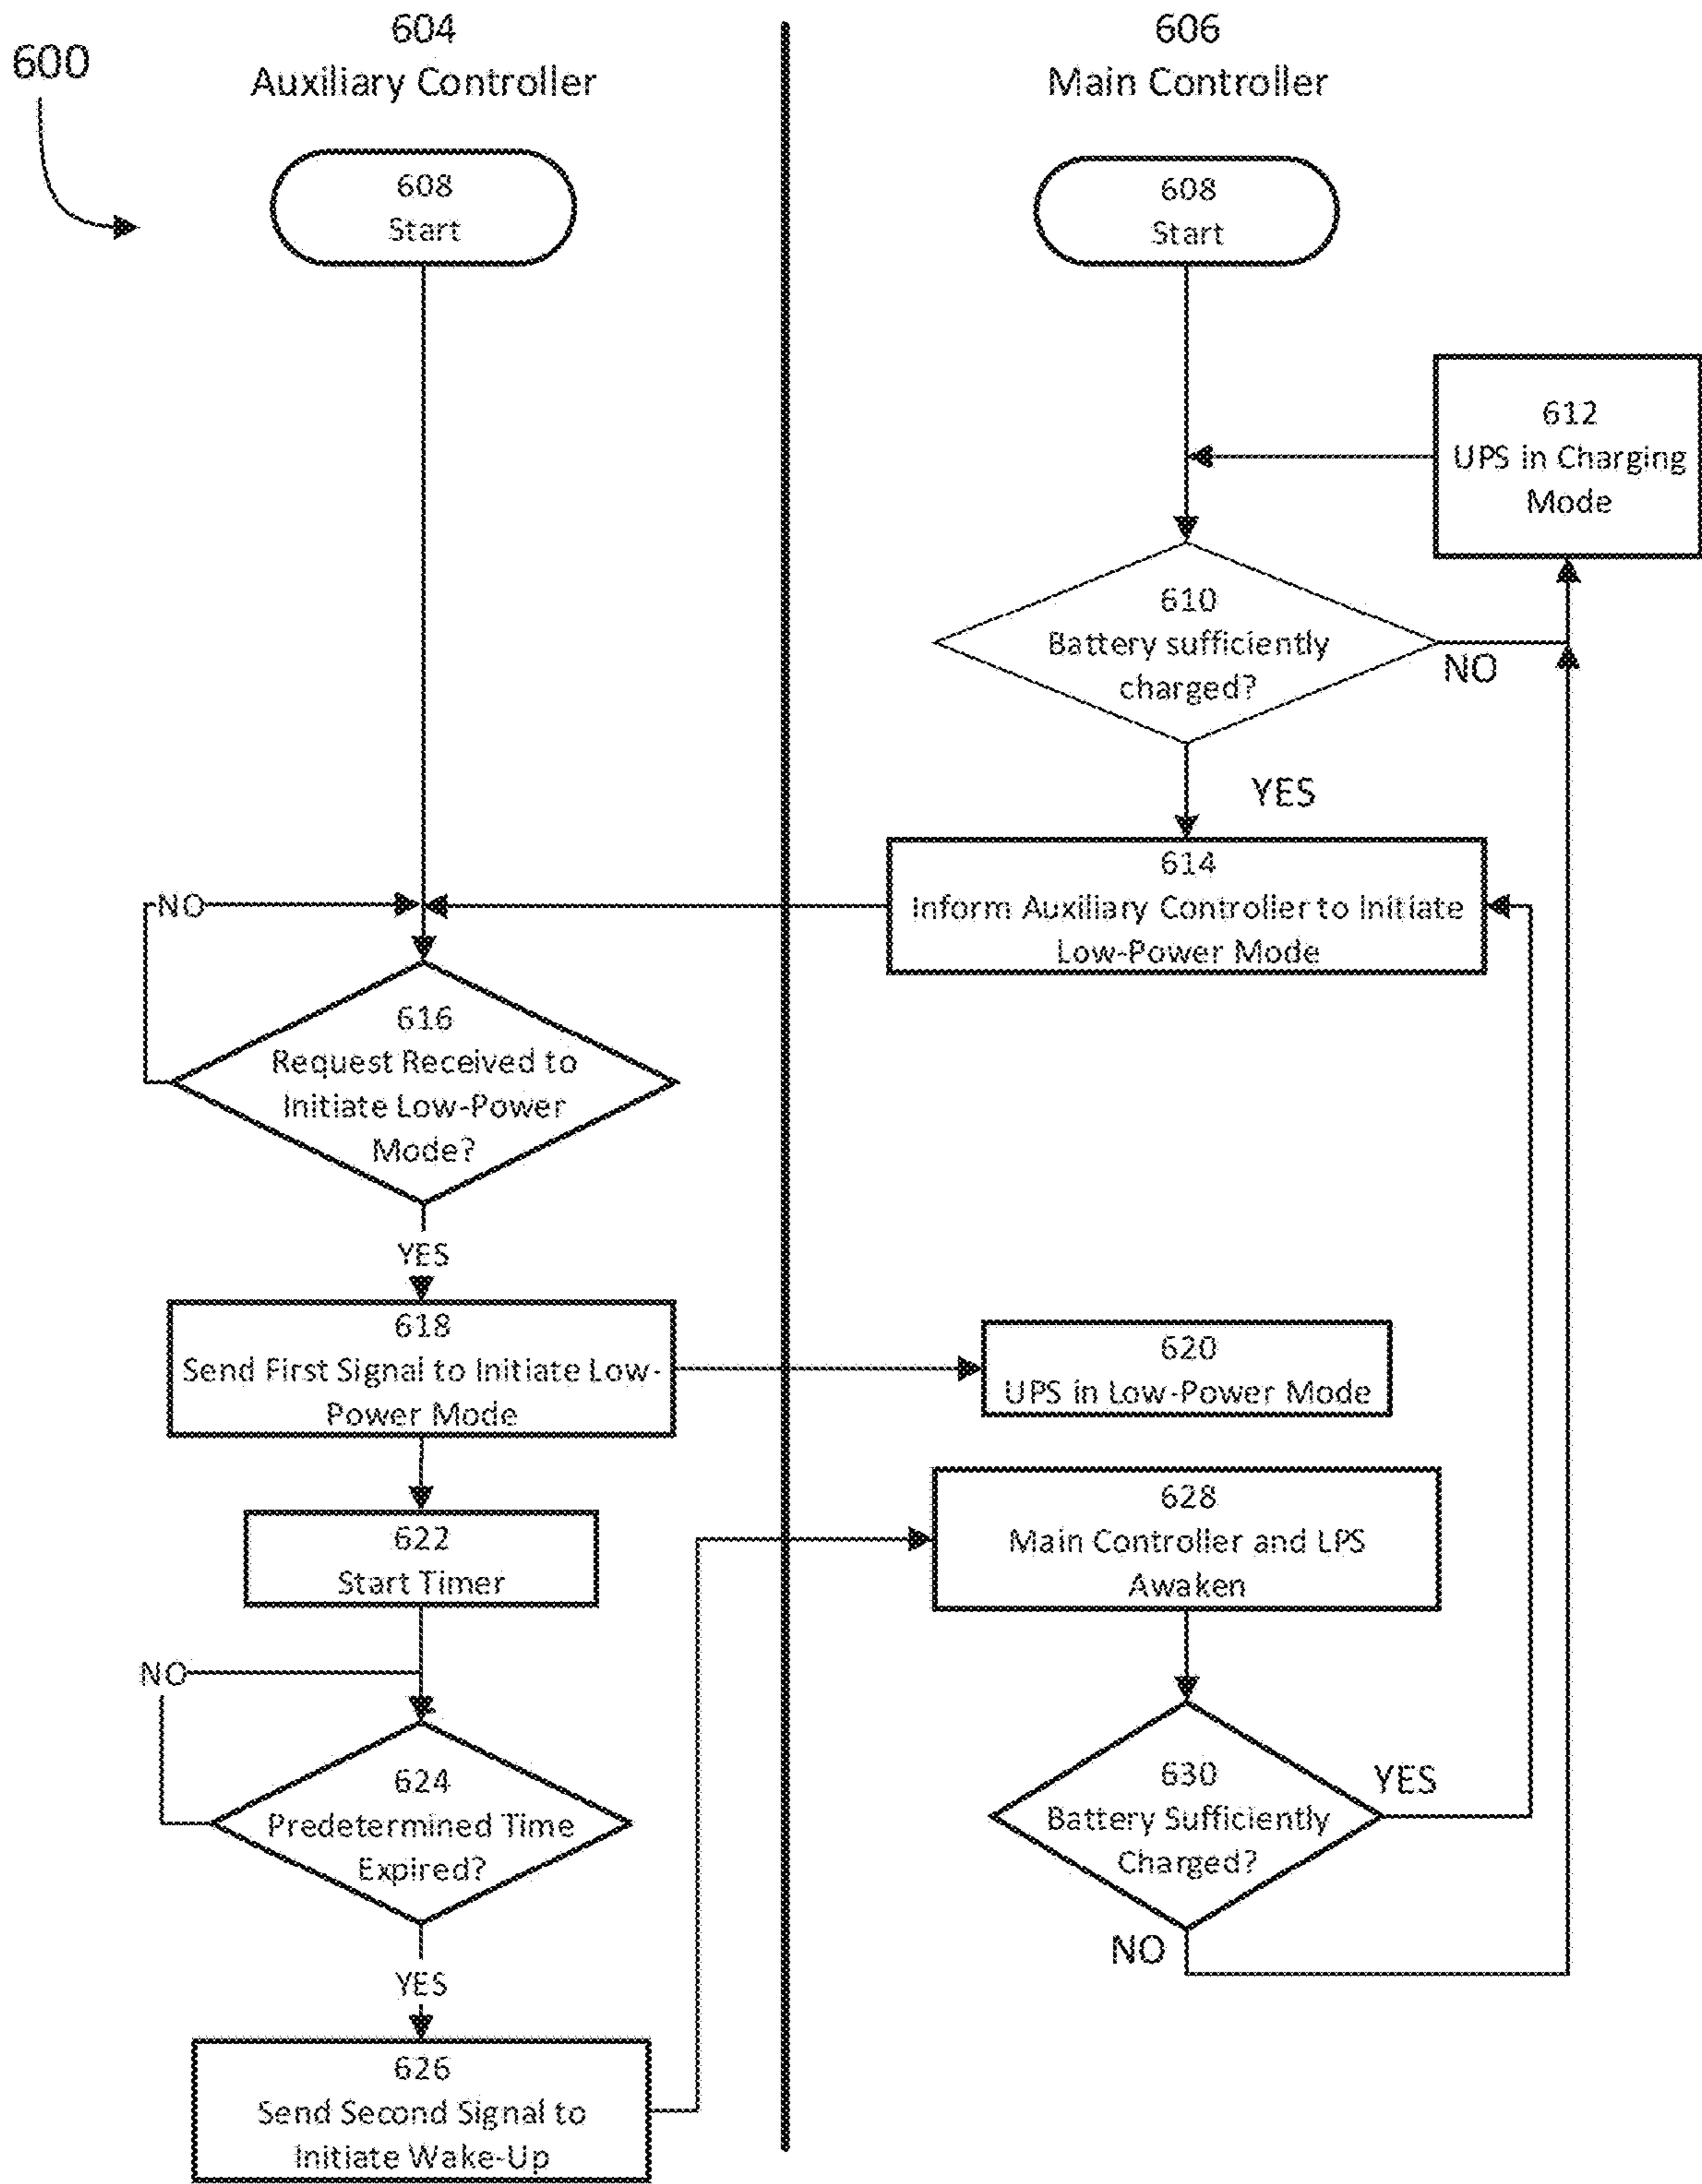 600
604
Auxiliary Controller
606
Main Controller
608
Start
608
Start
612
UPS in Charging
Mode
610
Battery sufficiently
charged?
NO
YES
614
Inform Auxiliary Controller to Initiate
Low-Power Mode
NO
616
Request Received to
Initiate Low-Power
Mode?
YES
618
Send First Signal to Initiate Low-
Power Mode
620
UPS in Low-Power Mode
622
Start Timer
628
Main Controller and LPS
Awaken
NO
624
Predetermined Time
Expired?
630
Battery Sufficiently
Charged?
YES
NO
YES
626
Send Second Signal to
Initiate Wake-Up